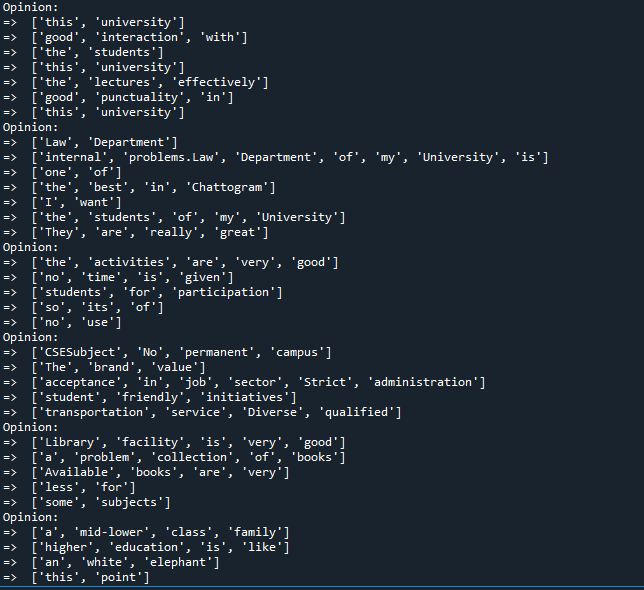 Opinion:
=> ['this', 'university']
=> ['good', 'interaction', 'with']
=> ['the', 'students']
=> ['this', 'university']
=> ['the', 'lectures', 'effectively']
=> ['good', 'punctuality', 'in']
=> ['this', 'university']
Opinion:
=> ['Law', 'Department']
=> ['internal', 'problems.Law', 'Department', 'of', 'my', 'University', 'is']
=> ['one', 'of']
=> ['the', 'best', 'in', 'Chattogram']
=> ['I', 'want']
=> ['the', 'students', 'of', 'my', 'University']
=> ['They', 'are', 'really', 'great']
Opinion:
=> ['the', 'activities', 'are', 'very', 'good']
=> ['no', 'time', 'is', 'given']
=> ['students', 'for', 'participation']
=> ['so', 'its', 'of']
=> ['no', 'use']
Opinion:
=> ['CSESubject', 'No', 'permanent', 'campus']
=> ['The', 'brand', 'value']
=> ['acceptance', 'in', 'job', 'sector', 'Strict', 'administration']
=> ['student', 'friendly', 'initiatives']
=> ['transportation', 'service', 'Diverse', 'qualified']
Opinion:
=> ['Library', 'facility', 'is', 'very', 'good']
=> ['a', 'problem', 'collection', 'of', 'books']
=> ['Available', 'books', 'are', 'very']
=> ['less', 'for']
=> ['some', 'subjects']
Opinion:
=> ['a', 'mid-lower', 'class', 'family']
=> ['higher', 'education', 'is', 'like']
=> ['an', 'white', 'elephant']
=> ['this', 'point']